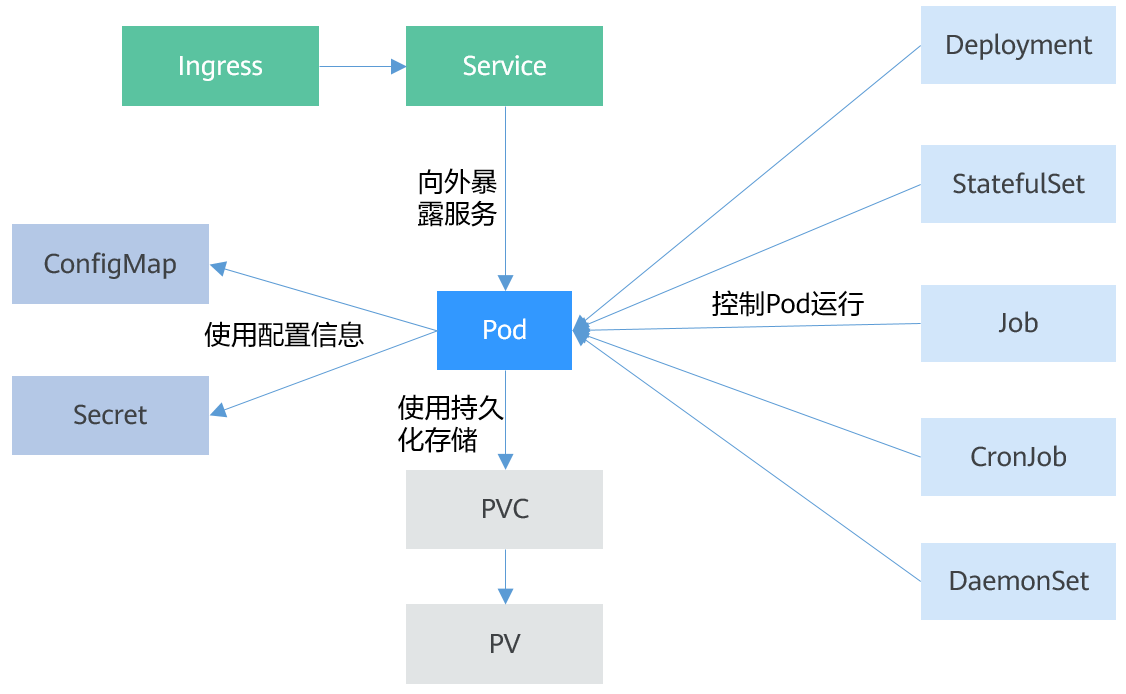 Ingress
Service
Deployment
StatefulSet
向外暴
露服务
ConfigMap
控制Pod运行
Job
Pod
使用配置信息
Secret
使用持久
化存储
CronJob
PVC
DaemonSet
PV